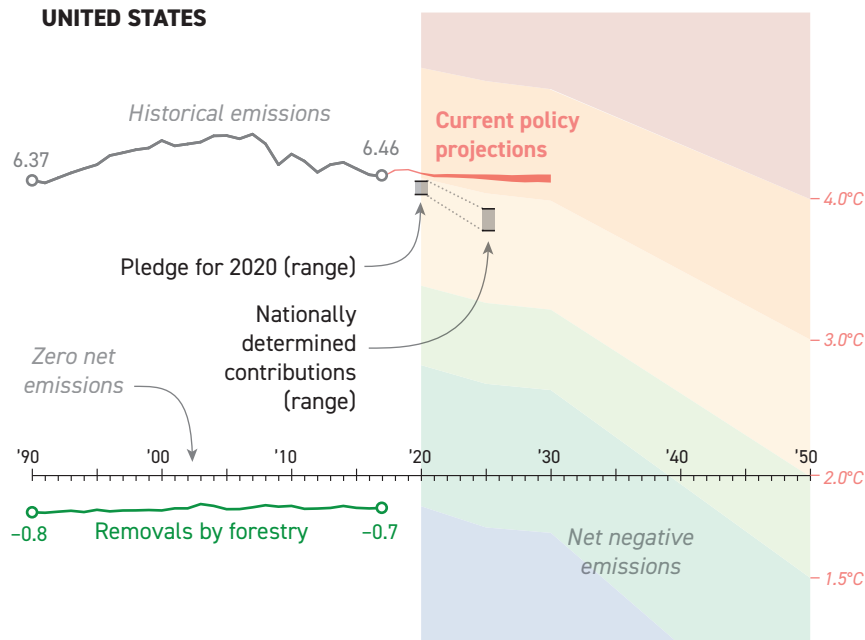 UNITED STATES
Historical emissions
6.37
6.46
Current policy
projections
4.0°C
Pledge for 2020 (range)
Nationally
determined
contributions
(range)
3.0°C
Zero net
emissions
'90
'00
'10
'20
'30
'40
'50
2.0°C
−0.8
Removals by forestry
−0.7
Net negative
emissions
1.5°C